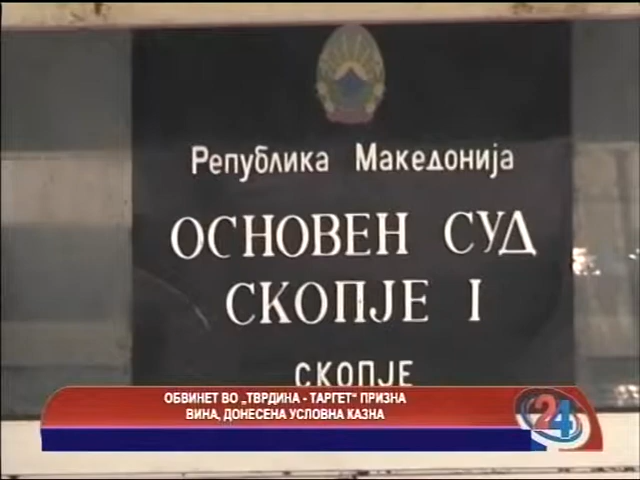 Република Македонија
ОСНОВЕН СУД
СКОПЈЕ I
СКОПЈЕ
ОБВИНЕТ ВО „ТВРДИНА - ТАРГЕТ“ ПРИЗНА
ВИНА, ДОНЕСЕНА УСЛОВНА КАЗНА
24